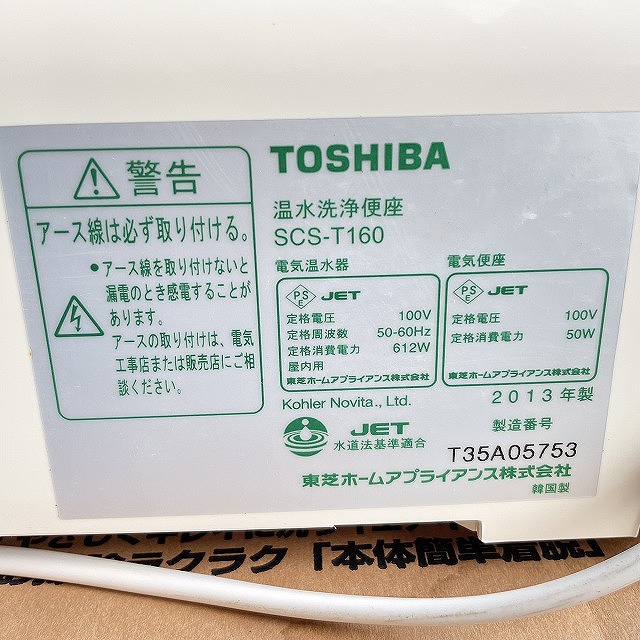 警告
アース線は必ず取り付ける。
●アース線を取り付けないと
漏電のとき感電することが
あります。
アースの取り付けは、電気
工事店または販売店にご相
談ください。
TOSHIBA
温水洗浄便座
SCS-T160
電気温水器
PS
E
JET
定格電圧 100V
定格周波数 50-60Hz
定格消費電力 612W
屋内用
東芝ホームアプライアンス株式会社
電気便座
PS
E
JET
定格電圧 100V
定格消費電力 50W
東芝ホームアプライアンス株式会社
Kohler Novita., Ltd.
2013年製
JET
水道法基準適合
製造番号
T35A05753
東芝ホームアプライアンス株式会社
韓国製
ラクラク「本体簡単着脱」